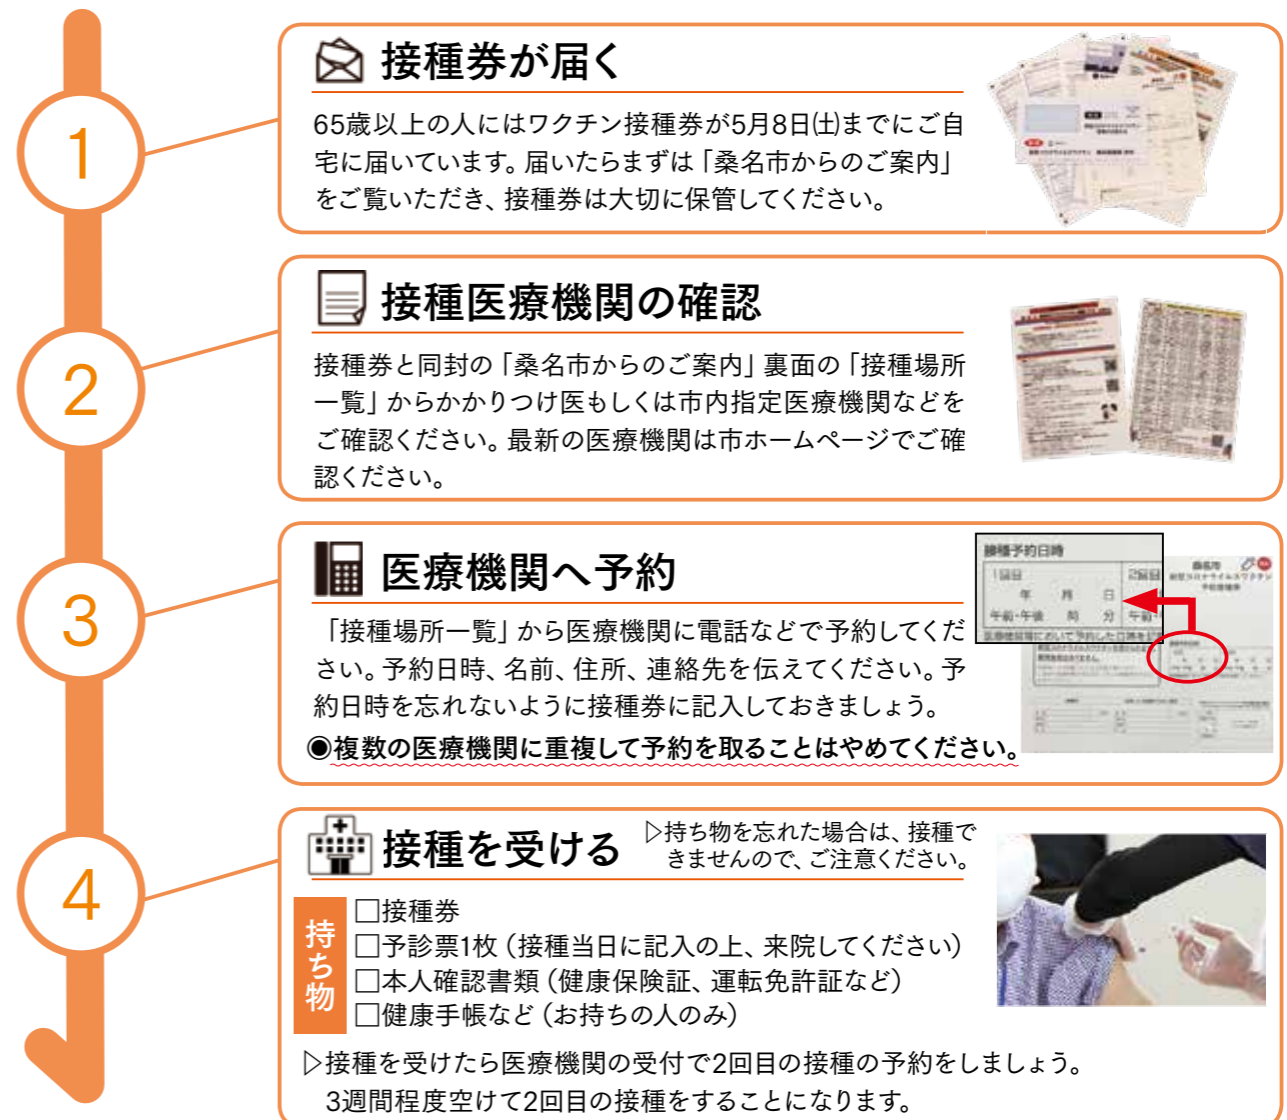 1
接種券が届く
65歳以上の人にはワクチン接種券が5月8日㈯までにご自
宅に届いています。届いたらまずは「桑名市からのご案内」
をご覧いただき、接種券は大切に保管してください。
2
接種医療機関の確認
接種券と同封の「桑名市からのご案内」裏面の「接種場所
一覧」からかかりつけ医もしくは市内指定医療機関などを
ご確認ください。最新の医療機関は市ホームページでご確
認ください。
3
医療機関へ予約
「接種場所一覧」から医療機関に電話などで予約してくだ
さい。予約日時、名前、住所、連絡先を伝えてください。予
約日時を忘れないように接種券に記入しておきましょう。
◉複数の医療機関に重複して予約を取ることはやめてください。
接種予約日時
1回目 2回目
年 月 日
午前・午後 時 分 午前・
桑名市
新型コロナウイルスワクチン
4
接種を受ける
▷持ち物を忘れた場合は、接種で
きませんので、ご注意ください。
持ち物
□接種券
□予診票1枚（接種当日に記入の上、来院してください）
□本人確認書類（健康保険証、運転免許証など）
□健康手帳など（お持ちの人のみ）
▷接種を受けたら医療機関の受付で2回目の接種の予約をしましょう。
3週間程度空けて2回目の接種をすることになります。